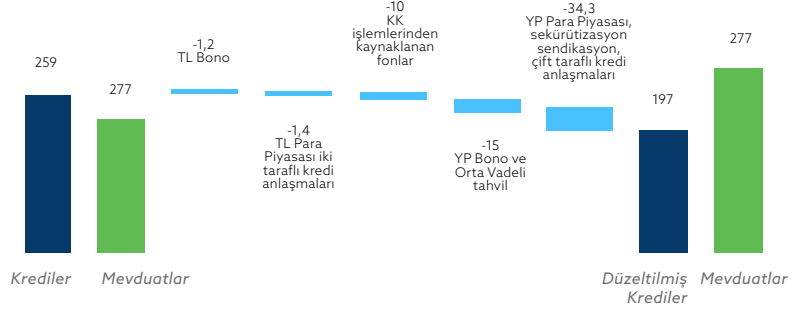 259
277
-1,2
TL Bono
-1,4
TL Para
Piyasası iki
taraflı kredi
anlaşmaları
-10
KK
işlemlerinden
kaynaklanan
fonlar
-15
YP Bono ve
Orta Vadeli
tahvil
-34,3
YP Para Piyasası,
sekürütizasyon
sendikasyon,
çift taraflı kredi
anlaşmaları
197
277
Krediler
Mevduatlar
Düzeltilmiş
Krediler
Mevduatlar